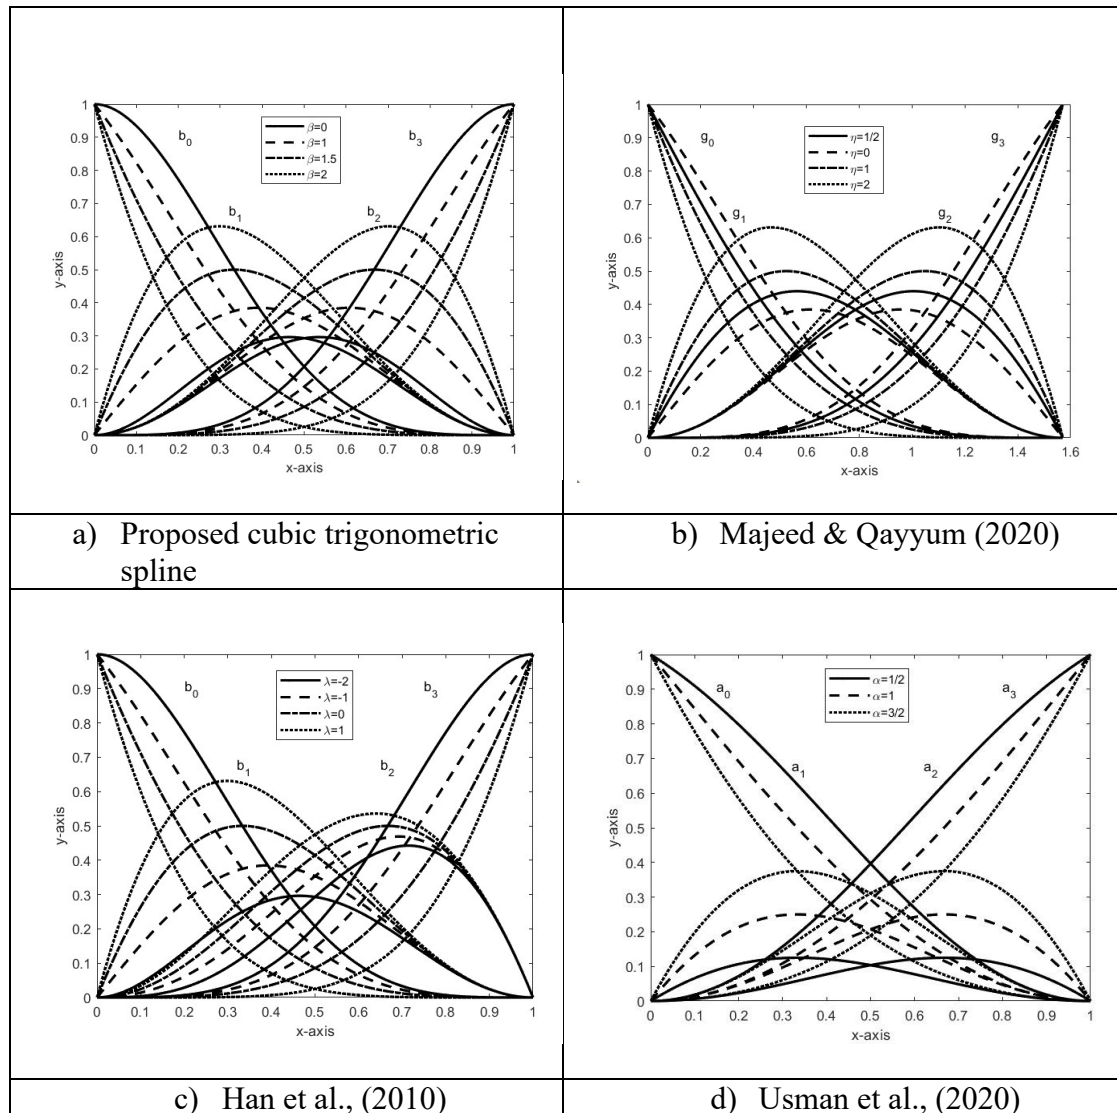 1
0.9
0.8
0.7
0.6
0.5
0.4
0.3
0.2
0.1
0
y-axis
b0
b3
β=0
β=1
β=1.5
β=2
b1
b2
0 0.1 0.2 0.3 0.4 0.5 0.6 0.7 0.8 0.9 1
x-axis
1
0.9
0.8
0.7
0.6
0.5
0.4
0.3
0.2
0.1
0
y-axis
g0
g3
η=1/2
η=0
η=1
η=2
g1
g2
0 0.2 0.4 0.6 0.8 1 1.2 1.4 1.6
x-axis
a) Proposed cubic trigonometric
spline
b) Majeed & Qayyum (2020)
1
0.9
0.8
0.7
0.6
0.5
0.4
0.3
0.2
0.1
0
y-axis
b0
b3
λ=-2
λ=-1
λ=0
λ=1
b1
b2
0 0.1 0.2 0.3 0.4 0.5 0.6 0.7 0.8 0.9 1
x-axis
1
0.9
0.8
0.7
0.6
0.5
0.4
0.3
0.2
0.1
0
y-axis
a0
a3
α=1/2
α=1
α=3/2
a1
a2
0 0.1 0.2 0.3 0.4 0.5 0.6 0.7 0.8 0.9 1
x-axis
c) Han et al., (2010)
d) Usman et al., (2020)